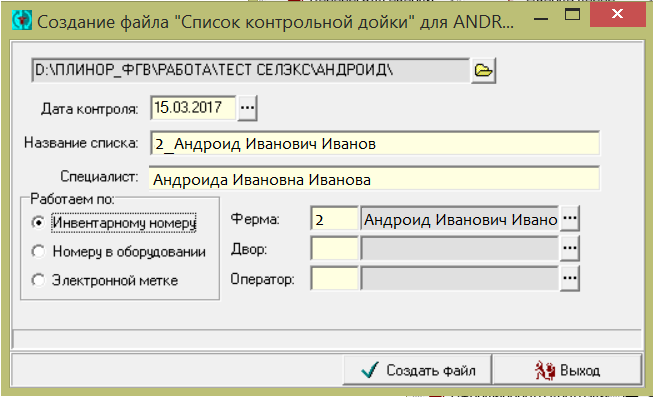 Создание файла "Список контрольной дойки" для ANDR...
D:\ПЛИНОР_ФГВ\РАБОТА\ТЕСТ СЕЛЭКС\АНДРОИД\
Дата контроля: 15.03.2017 ...
Название списка: 2_Андроид Иванович Иванов
Специалист: Андроида Ивановна Иванова
Работаем по:
Инвентарному номеру
Номеру в оборудовании
Электронной метке
Ферма: 2 Андроид Иванович Ивано ...
Двор: ...
Оператор: ...
Создать файл Выход